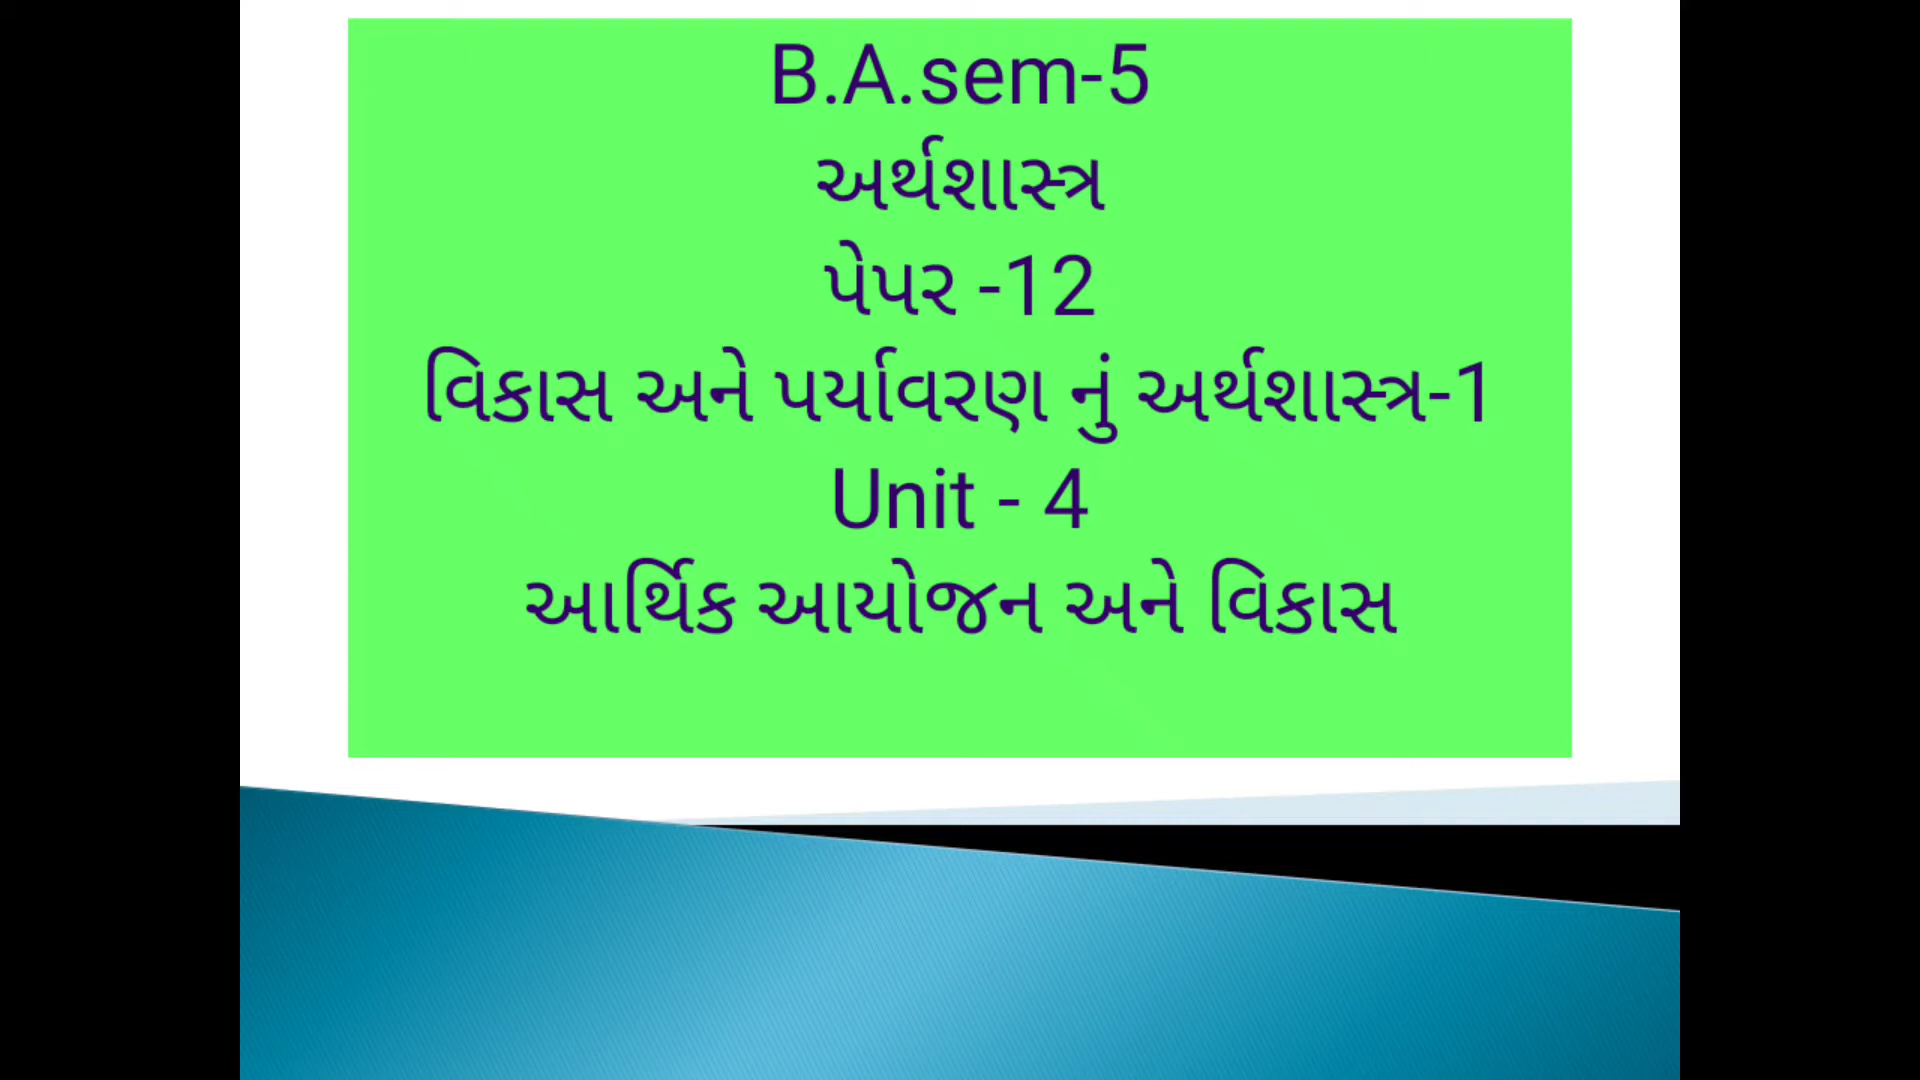 B.A.sem-5
અર્થશાસ્ત્ર
પેપર -12
વિકાસ અને પર્યાવરણ નું અર્થશાસ્ત્ર-1
Unit - 4
આર્થિક આયોજન અને વિકાસ